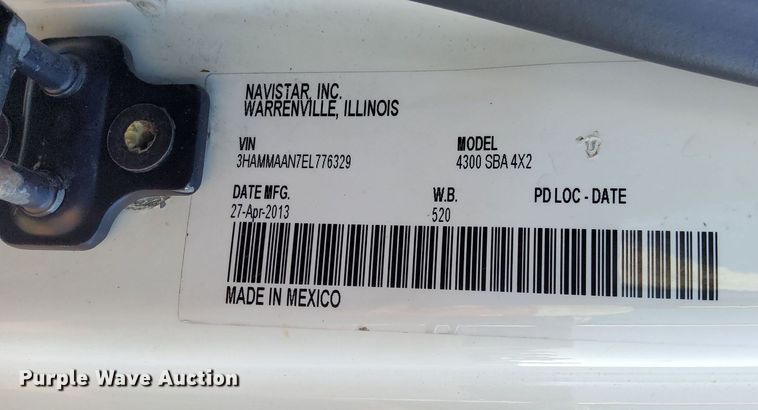 NAVISTAR, INC.
WARRENVILLE, ILLINOIS
VIN MODEL
3HAMMAAN7EL776329 4300 SBA 4X2
DATE MFG. W.B. PD LOC - DATE
27-Apr-2013 520
MADE IN MEXICO
Purple Wave Auction